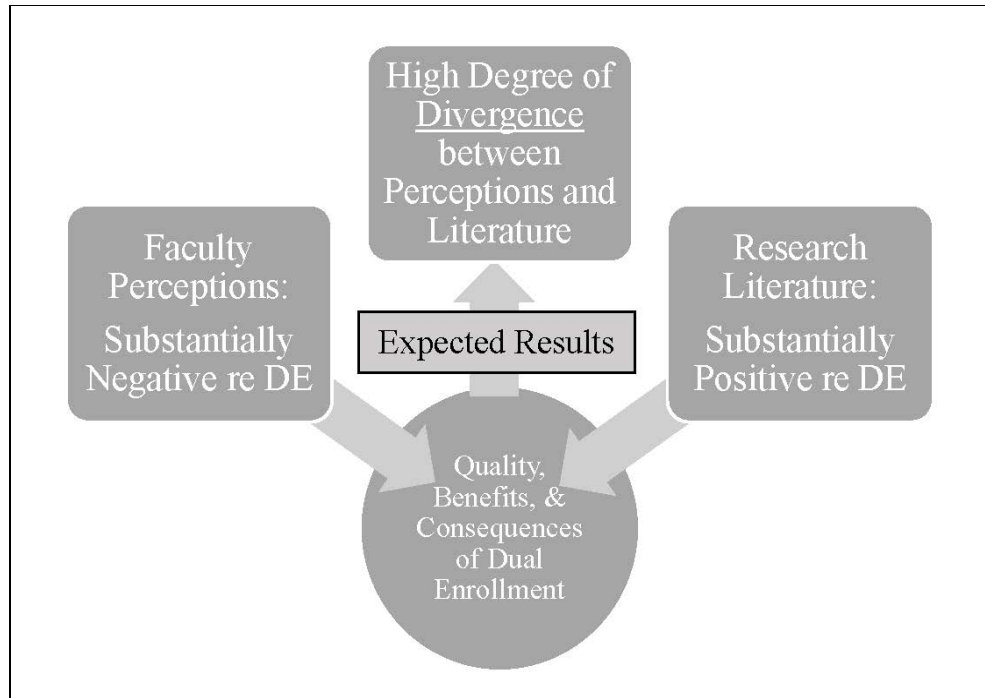 High Degree of
Divergence
between
Perceptions and
Literature
Faculty
Perceptions:
Substantially
Negative re DE
Research
Literature:
Substantially
Positive re DE
Expected Results
Quality,
Benefits, &
Consequences
of Dual
Enrollment